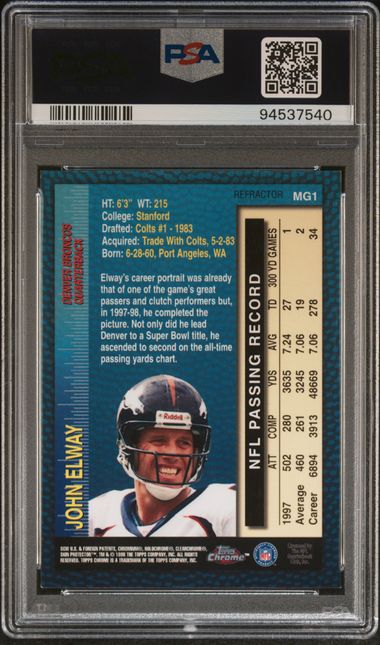 PSA
94537540
REFRACTOR
MG1
HT: 6'3" WT: 215
College: Stanford
Drafted: Colts #1 - 1983
Acquired: Trade With Colts, 5-2-83
Born: 6-28-60, Port Angeles, WA
Elway's career portrait was already
that of one of the game's great
passers and clutch performers but,
in 1997-98, he completed the
picture. Not only did he lead
Denver to a Super Bowl title, he
ascended to second on the all-time
passing yards chart.
DENVER BRONCOS
QUARTERBACK
JOHN ELWAY
Riddell
NFL PASSING RECORD
ATT COMP YDS AVG TD 300 YD GAMES
1997 502 280 3635 7.24 27 1
Average 460 261 3245 7.06 19 2
Career 6894 3913 48669 7.06 278 34
Topps
Chrome
NFL